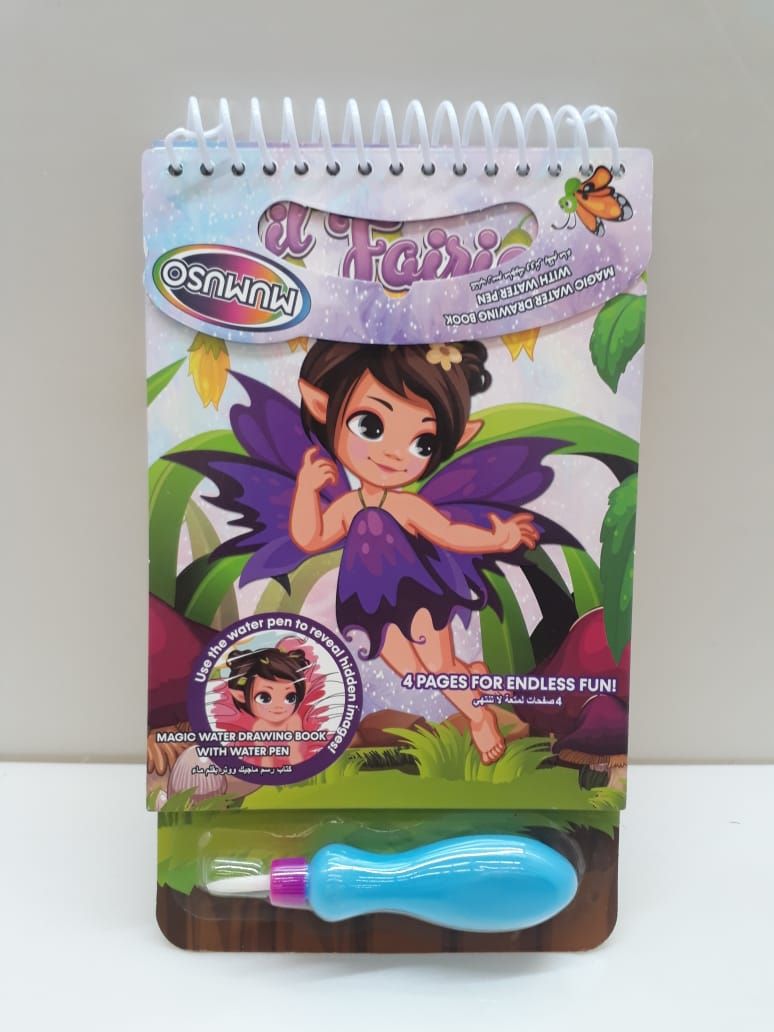 il Fairi
MUMUSO
MAGIC WATER DRAWING BOOK
WITH WATER PEN
Use the water pen to reveal hidden images!
MAGIC WATER DRAWING BOOK
WITH WATER PEN
كتاب رسم ماجيك ووتر بقلم ماء
4 PAGES FOR ENDLESS FUN!
4 صفحات لمتعة لا تنتهي